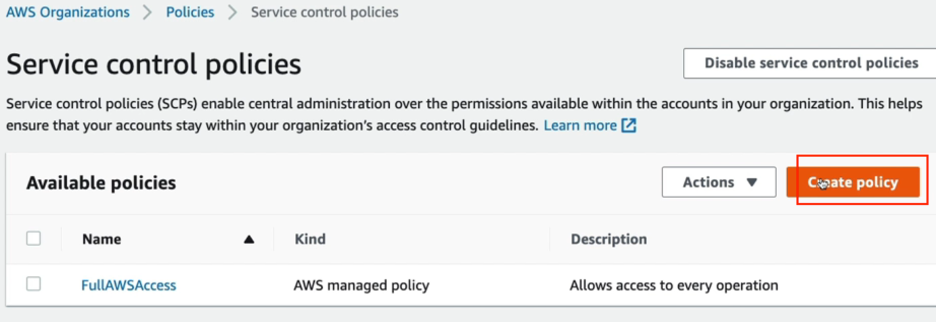 AWS Organizations > Policies > Service control policies
Service control policies
Disable service control policies
Service control policies (SCPs) enable central administration over the permissions available within the accounts in your organization. This helps
ensure that your accounts stay within your organization's access control guidelines. Learn more
Available policies
Actions ▼
Create policy
Name ▲ Kind Description
FullAWSAccess AWS managed policy Allows access to every operation